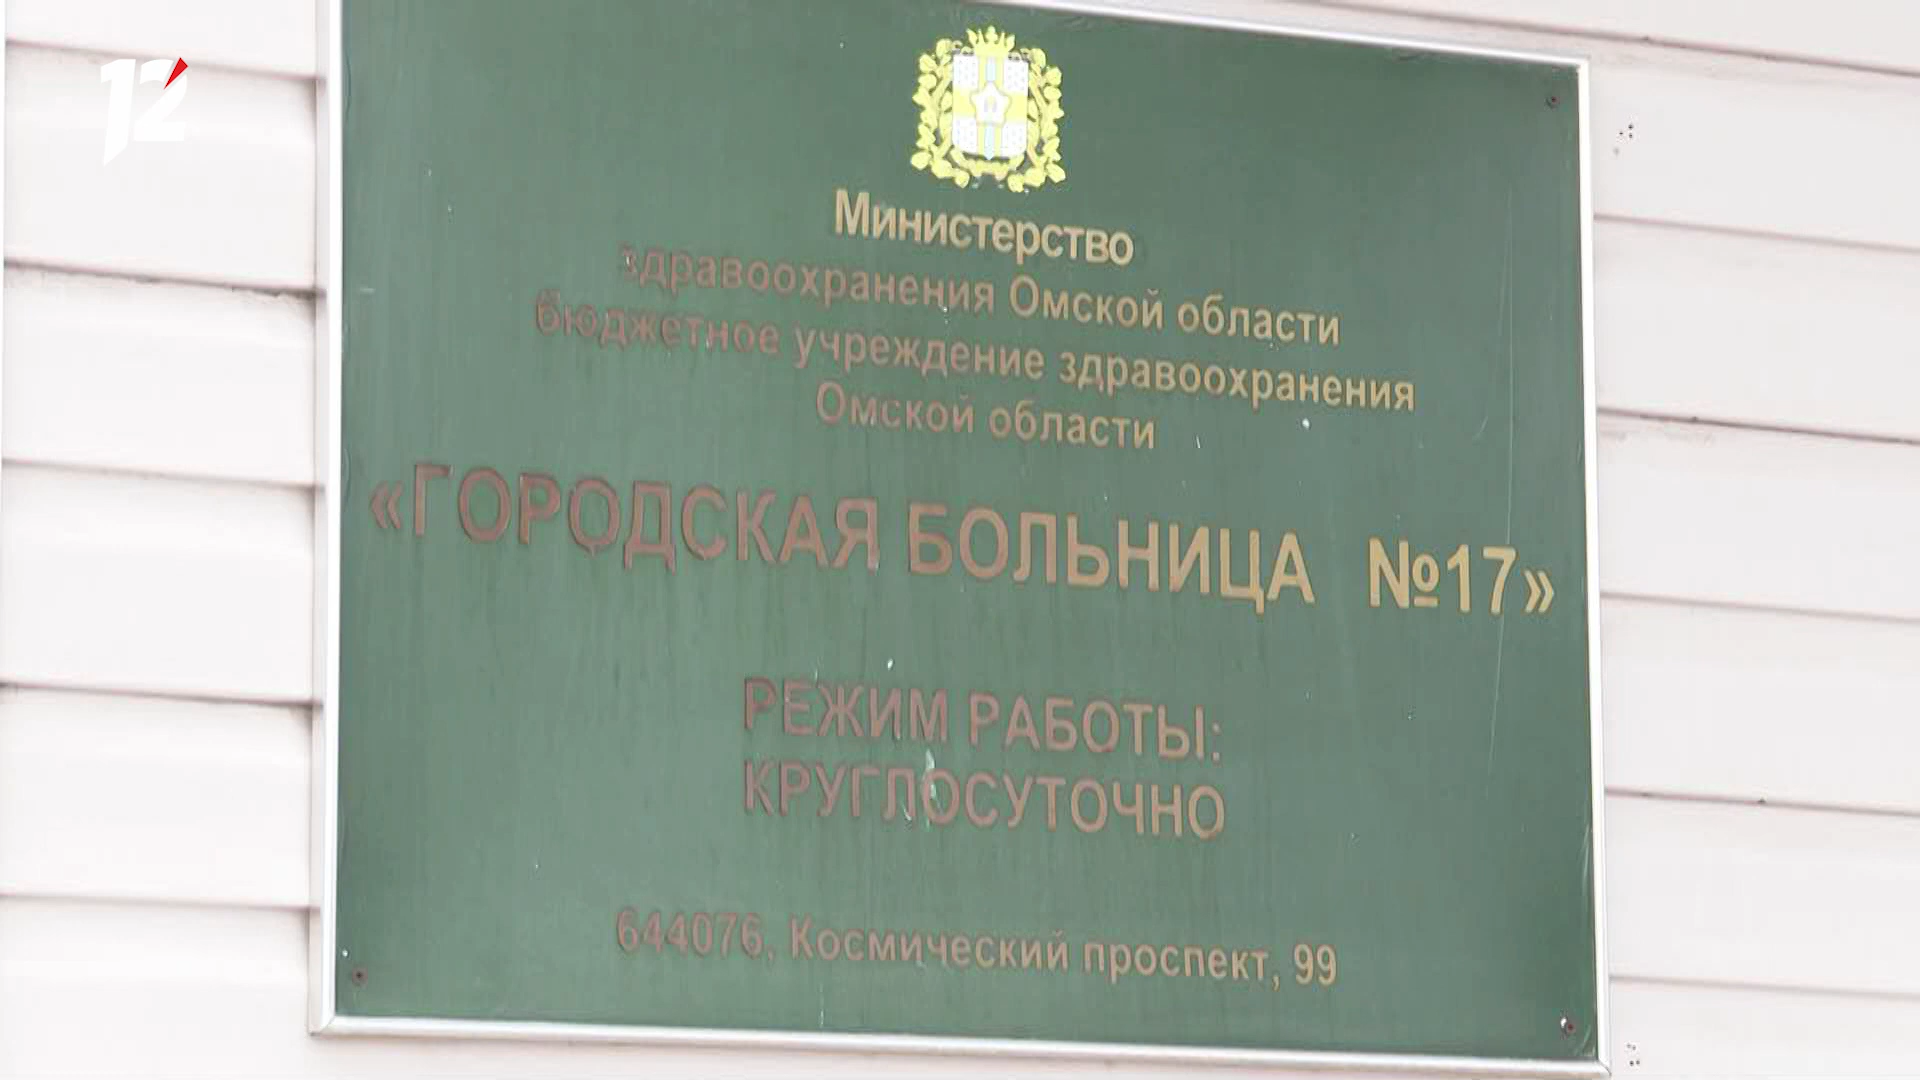 12
Министерство
здравоохранения Омской области
бюджетное учреждение здравоохранения
Омской области
«ГОРОДСКАЯ БОЛЬНИЦА №17»
РЕЖИМ РАБОТЫ:
КРУГЛОСУТОЧНО
644076, Космический проспект, 99